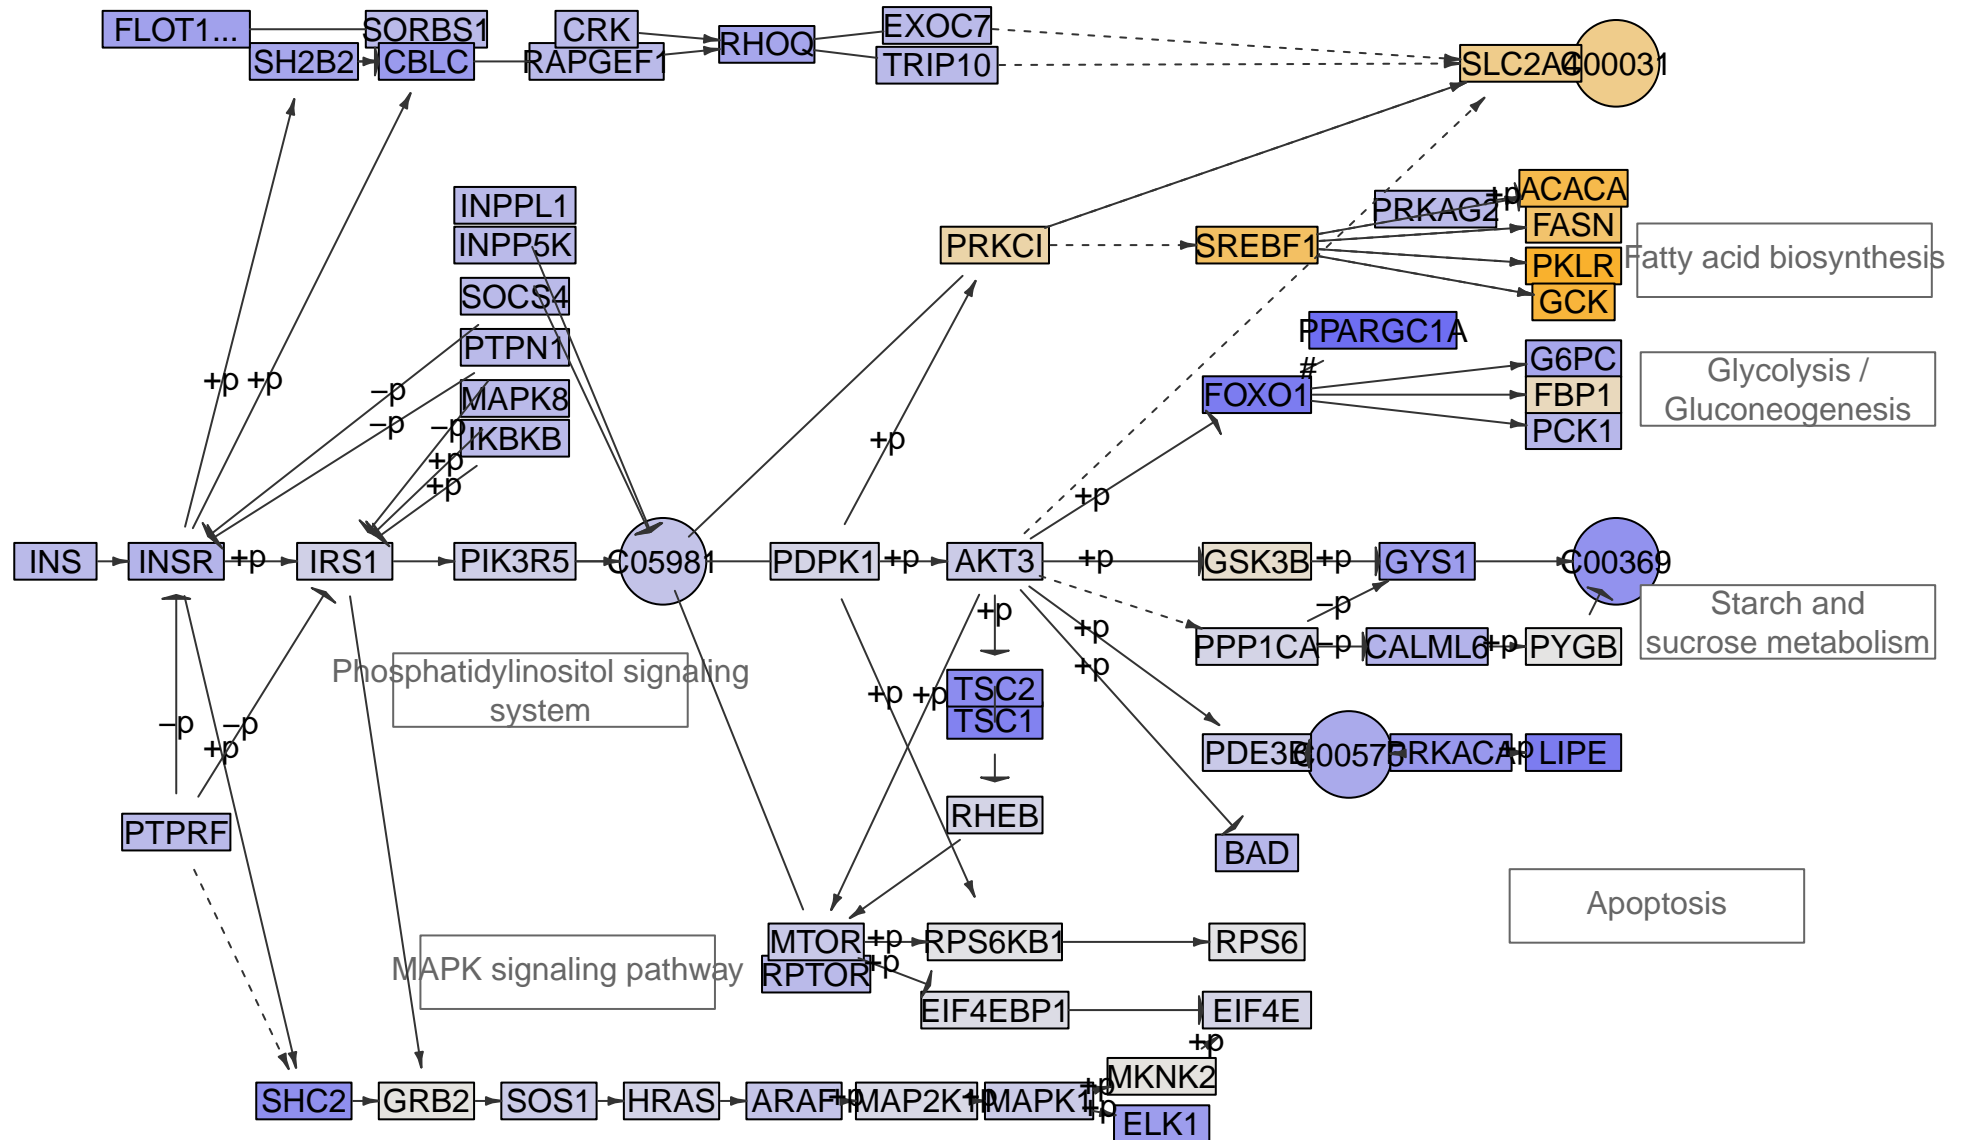 FLOT1...
SORBS1
SH2B2
CBLC
CRK
RAPGEF1
RHOQ
EXOC7
TRIP10
SLC2A4
C00031
INPPL1
INPP5K
SOCS4
PTPN1
MAPK8
IKBKB
PRKCI
SREBF1
PRKAG2
+p
ACACA
FASN
PKLR
GCK
Fatty acid biosynthesis
PPARGC1A
#
FOXO1
G6PC
FBP1
PCK1
Glycolysis /
Gluconeogenesis
+p
+p
−p
−p
−p
+p
+p
+p
+p
INS
INSR
+p
IRS1
PIK3R5
C05981
PDPK1
+p
AKT3
+p
GSK3B
+p
GYS1
C00369
−p
PPP1CA
−p
CALML6
+p
PYGB
Starch and
sucrose metabolism
+p
+p
+p
Phosphatidylinositol signaling
system
+p
+p
TSC2
TSC1
−p
+p
−p
PDE3B
C00575
PRKACA
+p
LIPE
PTPRF
RHEB
BAD
Apoptosis
MTOR
RPTOR
+p
+p
RPS6KB1
RPS6
MAPK signaling pathway
EIF4EBP1
EIF4E
+p
MKNK2
SHC2
GRB2
SOS1
HRAS
ARAF
+p
MAP2K1
+p
MAPK1
+p
+p
ELK1